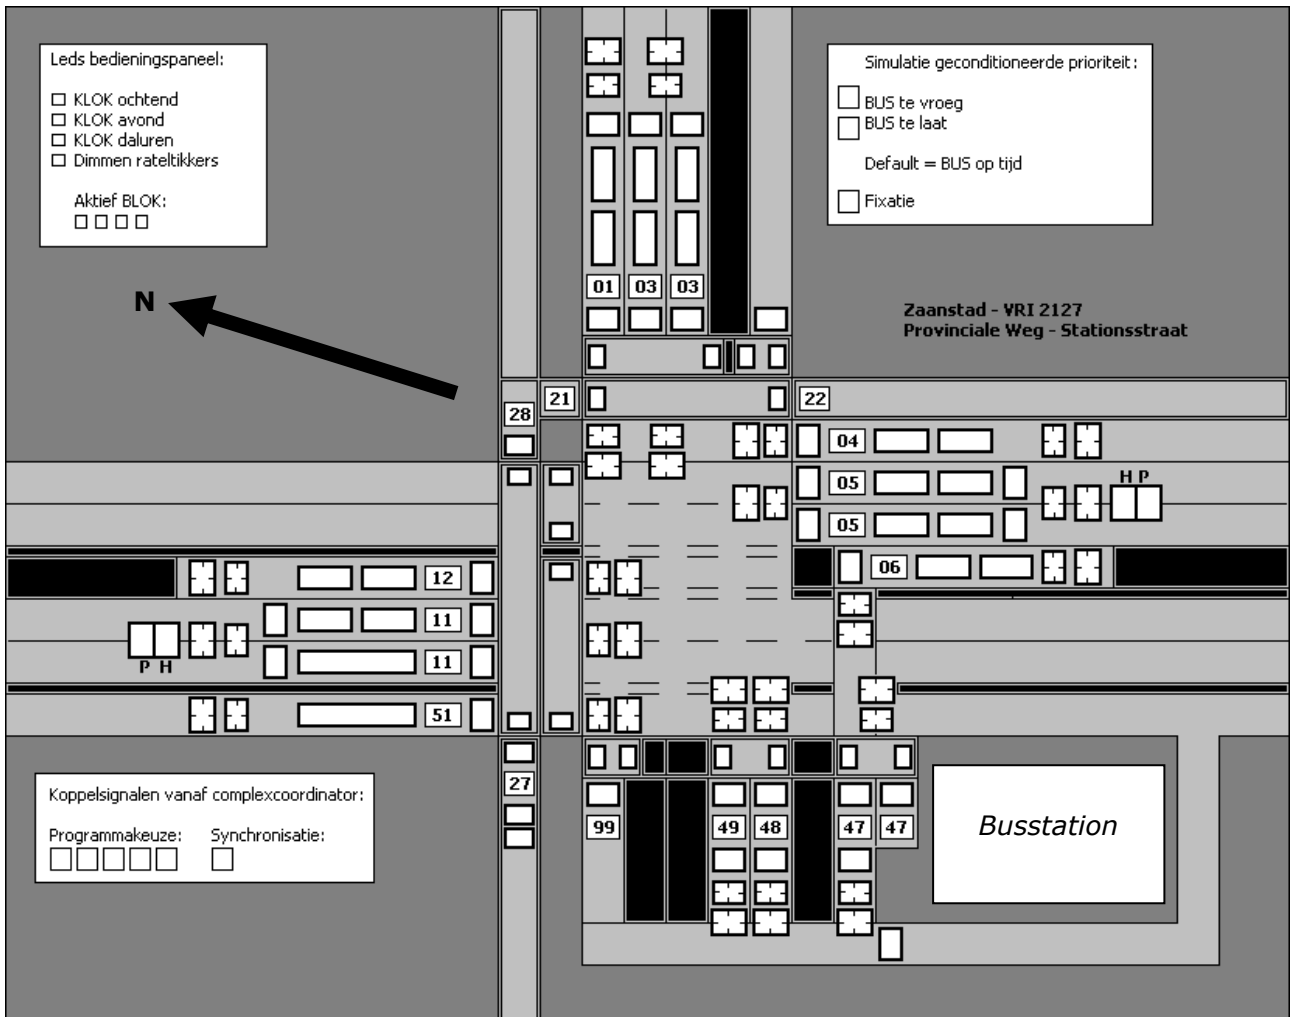 Leds bedieningspaneel:
KLOK ochtend
KLOK avond
KLOK daluren
Dimmen rateltikkers
Aktief BLOK:
Simulatie geconditioneerde prioriteit:
BUS te vroeg
BUS te laat
Default = BUS op tijd
Fixatie
N
01 03 03
Zaanstad - VRI 2127
Provinciale Weg - Stationsstraat
28 21 22
04
05
H P
05
06
12
11
11
P H
51
27
99 49 48 47 47
Koppelsignalen vanaf complexcoordinator:
Programmakeuze: Synchronisatie:
Busstation